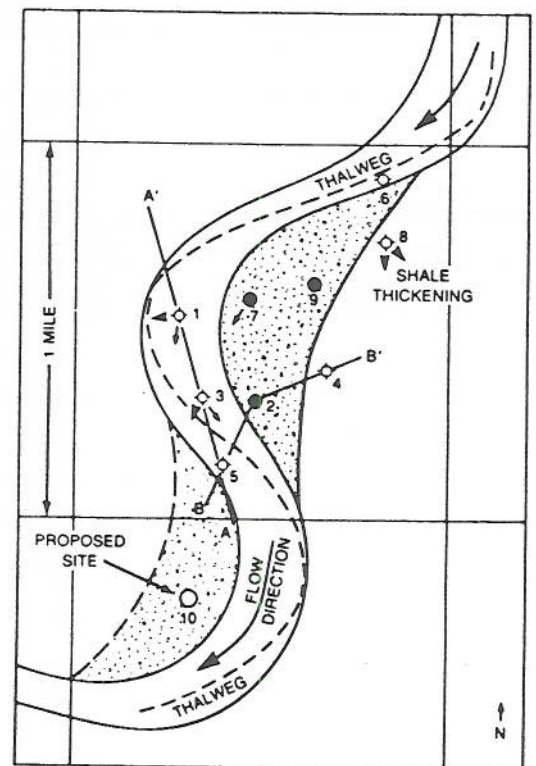 THALWEG
6
A'
8
SHALE
THICKENING
1 MILE
9
7
1
B'
4
3
2
5
B
A
PROPOSED
SITE
10
FLOW
DIRECTION
THALWEG
N